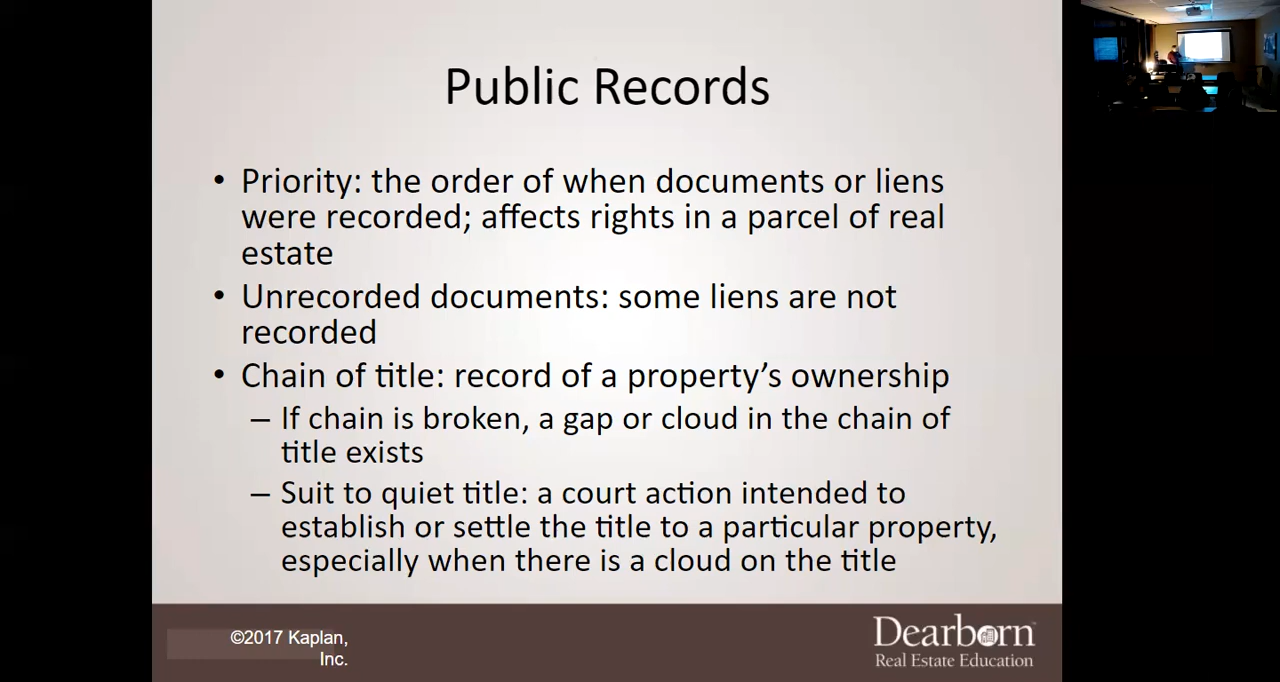 Public Records
• Priority: the order of when documents or liens
were recorded; affects rights in a parcel of real
estate
• Unrecorded documents: some liens are not
recorded
• Chain of title: record of a property’s ownership
– If chain is broken, a gap or cloud in the chain of
title exists
– Suit to quiet title: a court action intended to
establish or settle the title to a particular property,
especially when there is a cloud on the title
©2017 Kaplan,
Inc.
Dearborn™
Real Estate Education